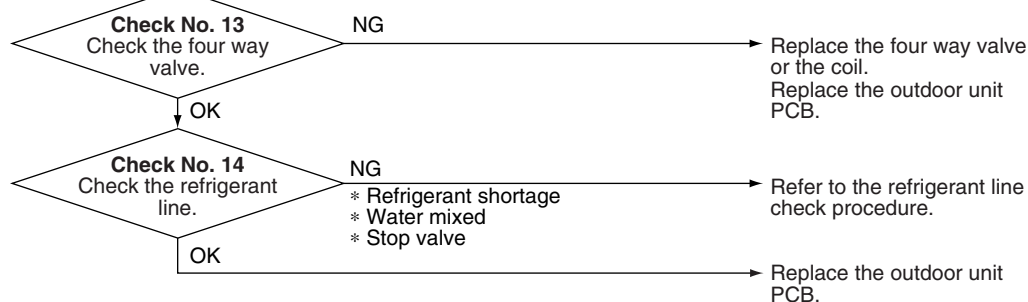 Check No. 13
Check the four way
valve.
NG
Replace the four way valve
or the coil.
Replace the outdoor unit
PCB.
OK
Check No. 14
Check the refrigerant
line.
NG
* Refrigerant shortage
* Water mixed
* Stop valve
Refer to the refrigerant line
check procedure.
OK
Replace the outdoor unit
PCB.